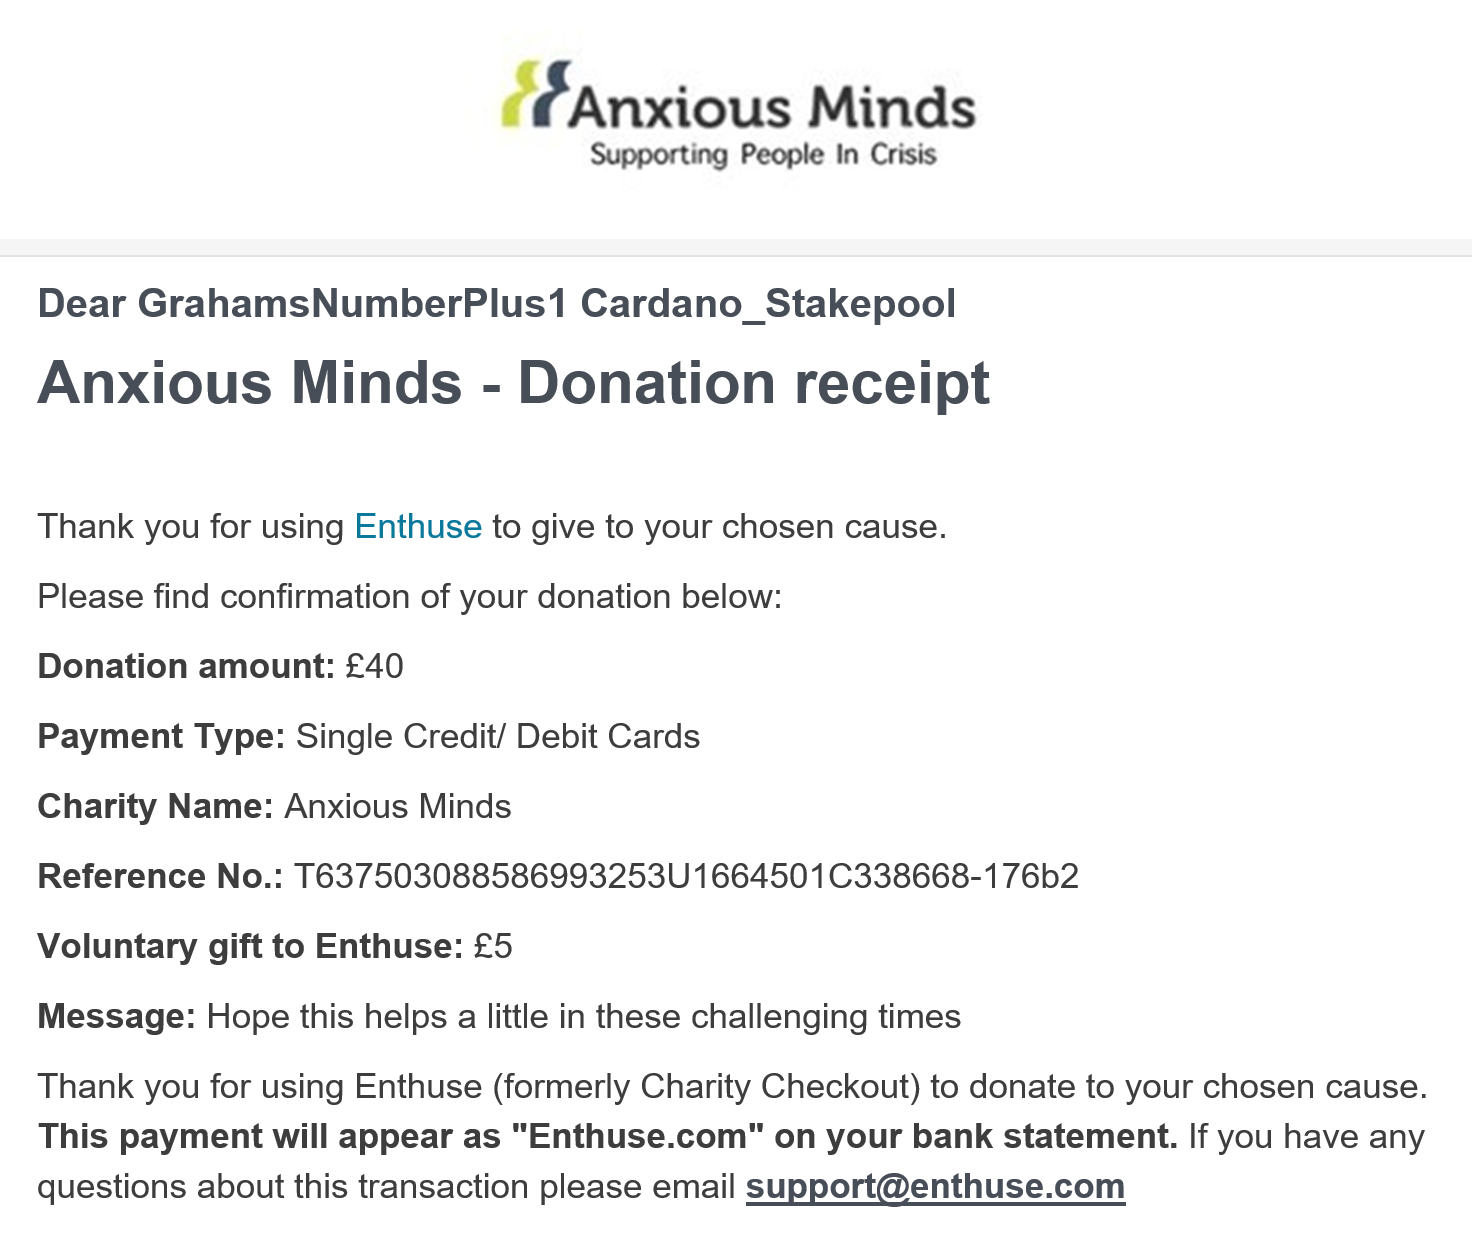 Anxious Minds
Supporting People In Crisis
Dear GrahamsNumberPlus1 Cardano_Stakepool
Anxious Minds - Donation receipt
Thank you for using Enthuse to give to your chosen cause.
Please find confirmation of your donation below:
Donation amount: £40
Payment Type: Single Credit/ Debit Cards
Charity Name: Anxious Minds
Reference No.: T637503088586993253U1664501C338668-176b2
Voluntary gift to Enthuse: £5
Message: Hope this helps a little in these challenging times
Thank you for using Enthuse (formerly Charity Checkout) to donate to your chosen cause.
This payment will appear as "Enthuse.com" on your bank statement. If you have any
questions about this transaction please email support@enthuse.com